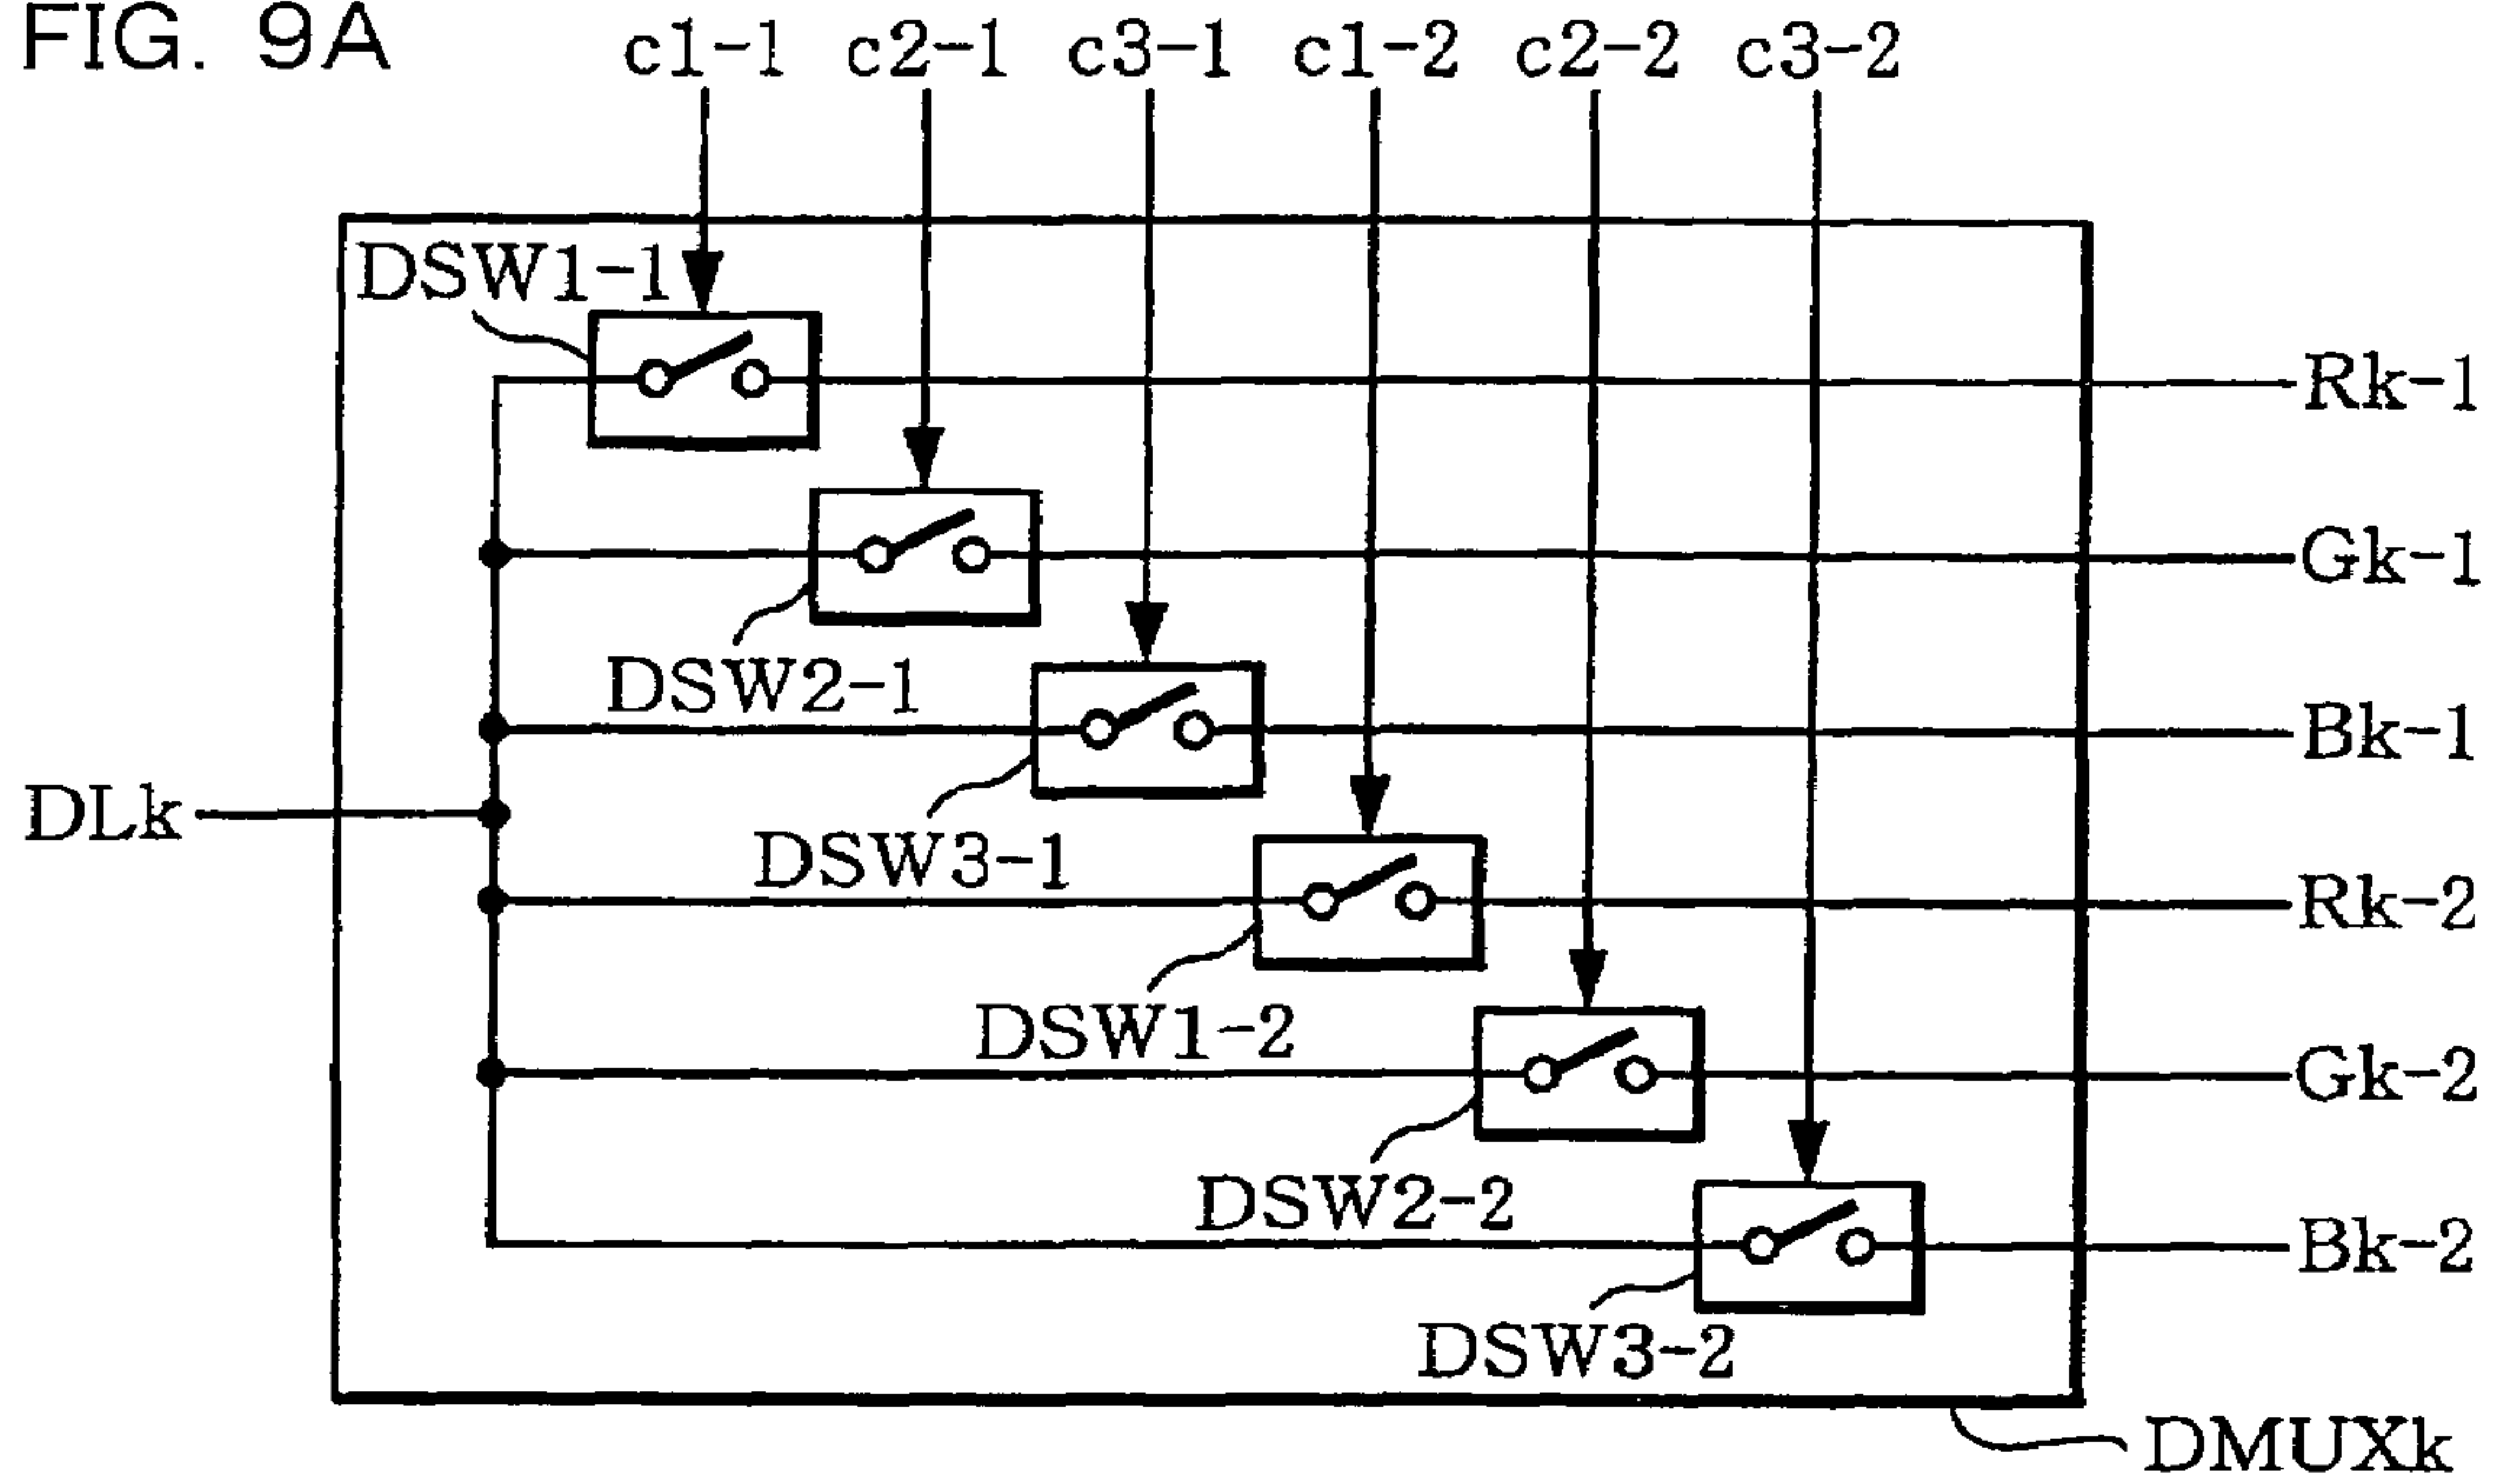 FIG. 9A
c1-1 c2-1 c3-1 c1-2 c2-2 c3-2
DSW1-1
Rk-1
Gk-1
DSW2-1
Bk-1
DLk
DSW3-1
Rk-2
DSW1-2
Gk-2
DSW2-2
Bk-2
DSW3-2
DMUXk